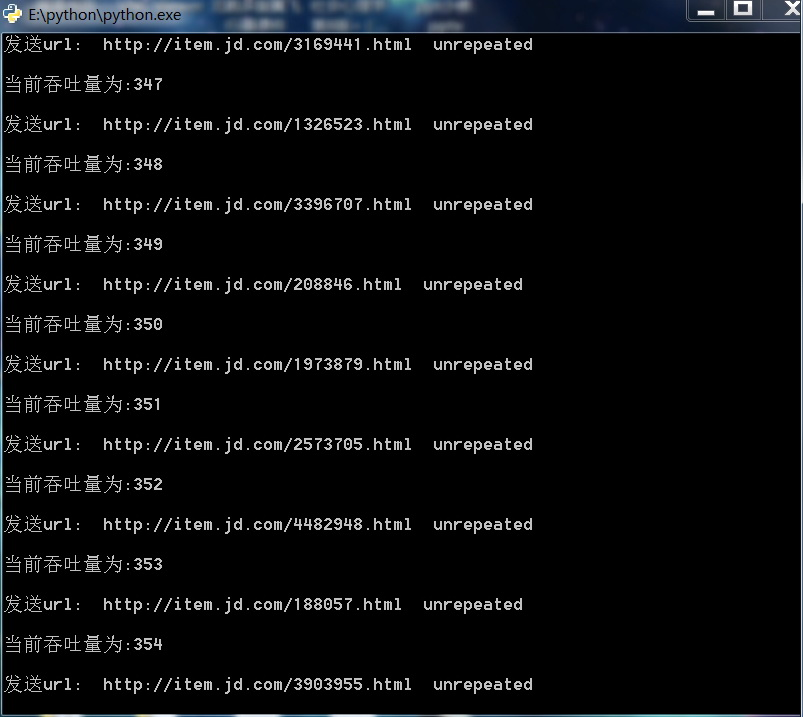 E:\python\python.exe
发送url:  http://item.jd.com/3169441.html  unrepeated
当前吞吐量为:347
发送url:  http://item.jd.com/1326523.html  unrepeated
当前吞吐量为:348
发送url:  http://item.jd.com/3396707.html  unrepeated
当前吞吐量为:349
发送url:  http://item.jd.com/208846.html  unrepeated
当前吞吐量为:350
发送url:  http://item.jd.com/1973879.html  unrepeated
当前吞吐量为:351
发送url:  http://item.jd.com/2573705.html  unrepeated
当前吞吐量为:352
发送url:  http://item.jd.com/4482948.html  unrepeated
当前吞吐量为:353
发送url:  http://item.jd.com/188057.html  unrepeated
当前吞吐量为:354
发送url:  http://item.jd.com/3903955.html  unrepeated